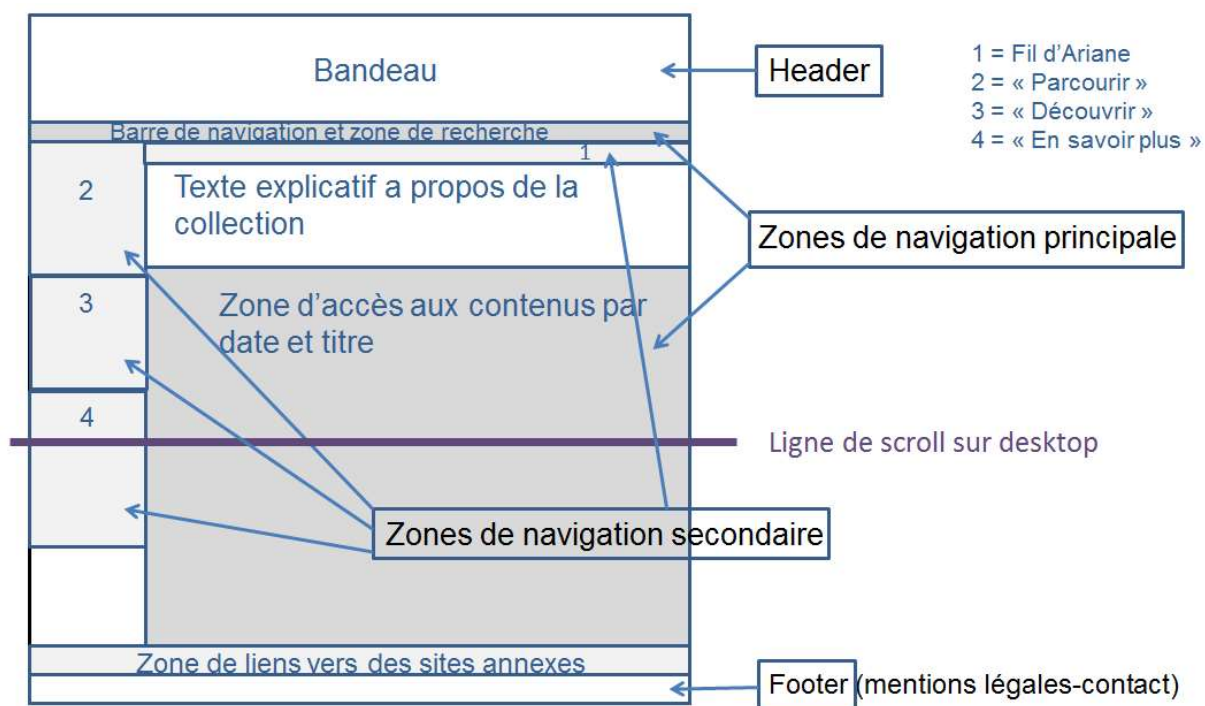 Bandeau
Header
1 = Fil d’Ariane
2 = « Parcourir »
3 = « Découvrir »
4 = « En savoir plus »
Barre de navigation et zone de recherche
1
2
Texte explicatif a propos de la
collection
Zones de navigation principale
3
Zone d’accès aux contenus par
date et titre
4
Ligne de scroll sur desktop
Zones de navigation secondaire
Zone de liens vers des sites annexes
Footer (mentions légales-contact)